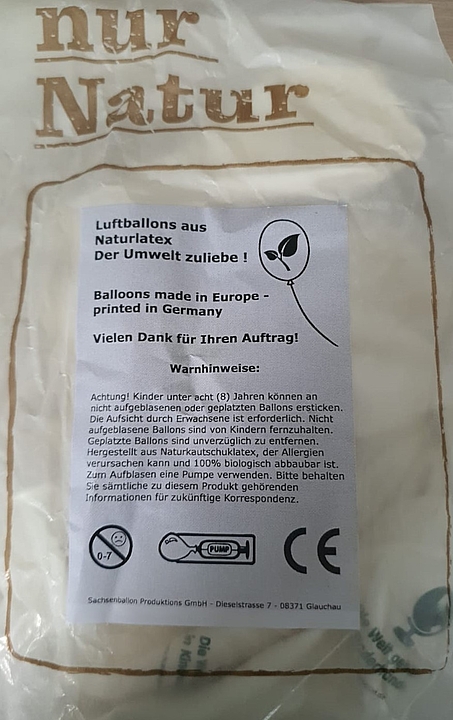 nur
Natur
Luftballons aus
Naturlatex
Der Umwelt zuliebe !
Balloons made in Europe -
printed in Germany
Vielen Dank für Ihren Auftrag!
Warnhinweise:
Achtung! Kinder unter acht (8) Jahren können an
nicht aufgeblasenen oder geplatzten Ballons ersticken.
Die Aufsicht durch Erwachsene ist erforderlich. Nicht
aufgeblasene Ballons sind von Kindern fernzuhalten.
Geplatzte Ballons sind unverzüglich zu entfernen.
Hergestellt aus Naturkautschuklatex, der Allergien
verursachen kann und 100% biologisch abbaubar ist.
Zum Aufblasen eine Pumpe verwenden. Bitte behalten
Sie sämtliche zu diesem Produkt gehörenden
Informationen für zukünftige Korrespondenz.
0-7
PUMP
CE
Sachsenballon Produktions GmbH - Dieselstrasse 7 - 08371 Glauchau